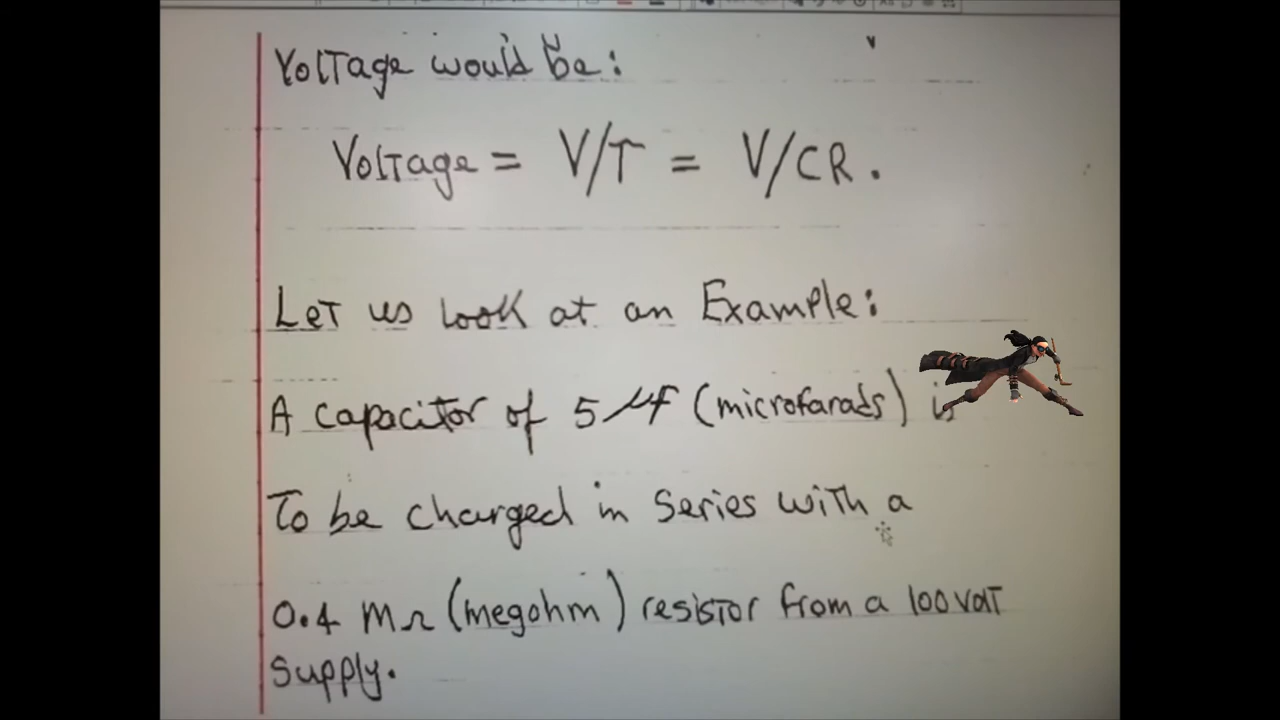 Voltage would be:
Voltage = V/T = V/CR.
Let us look at an Example:
A capacitor of 5 μF (microfarads) is
To be charged in series with a
0.4 MΩ (megohm) resistor from a 100 volt
supply.